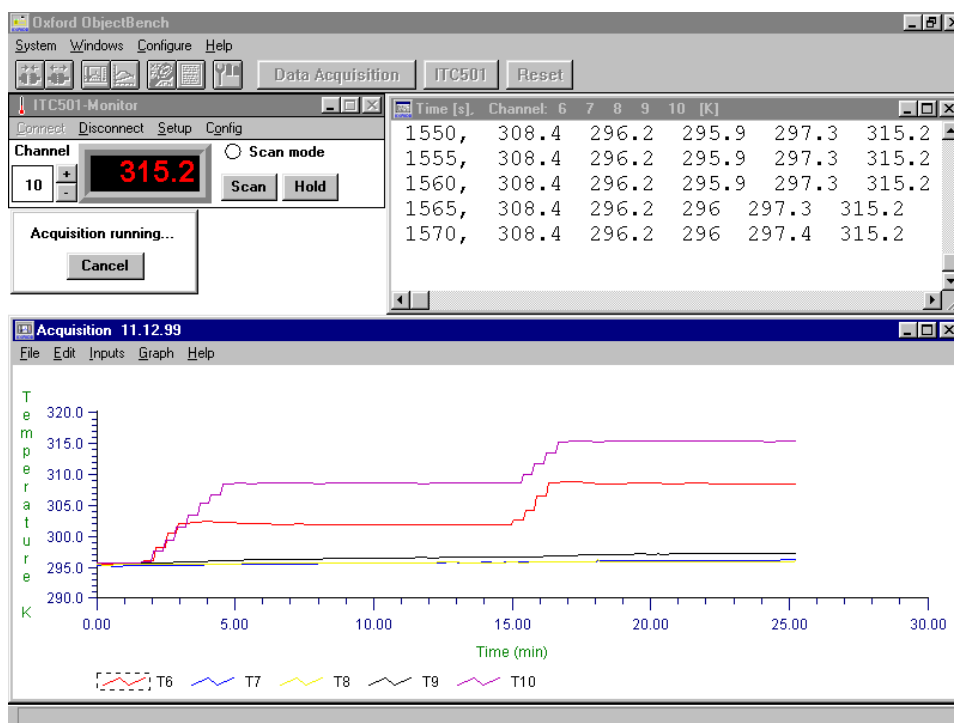 Oxford ObjectBench
System Windows Configure Help
Data Acquisition ITC501 Reset
ITC501-Monitor
Connect Disconnect Setup Config
Channel
10
+
-
315.2
Scan mode
Scan Hold
Acquisition running...
Cancel
Time [s], Channel: 6 7 8 9 10 [K]
1550, 308.4 296.2 295.9 297.3 315.2
1555, 308.4 296.2 295.9 297.3 315.2
1560, 308.4 296.2 295.9 297.3 315.2
1565, 308.4 296.2 296 297.3 315.2
1570, 308.4 296.2 296 297.4 315.2
Acquisition 11.12.99
File Edit Inputs Graph Help
Temperature K
320.0
315.0
310.0
305.0
300.0
295.0
290.0
0.00 5.00 10.00 15.00 20.00 25.00 30.00
Time (min)
T6 T7 T8 T9 T10